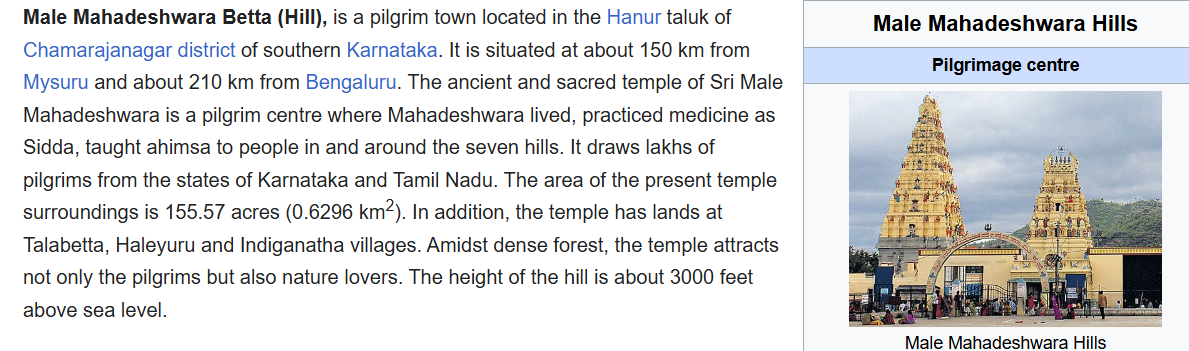 Male Mahadeshwara Betta (Hill), is a pilgrim town located in the Hanur taluk of
Chamarajanagar district of southern Karnataka. It is situated at about 150 km from
Mysuru and about 210 km from Bengaluru. The ancient and sacred temple of Sri Male
Mahadeshwara is a pilgrim centre where Mahadeshwara lived, practiced medicine as
Sidda, taught ahimsa to people in and around the seven hills. It draws lakhs of
pilgrims from the states of Karnataka and Tamil Nadu. The area of the present temple
surroundings is 155.57 acres (0.6296 km2). In addition, the temple has lands at
Talabetta, Haleyuru and Indiganatha villages. Amidst dense forest, the temple attracts
not only the pilgrims but also nature lovers. The height of the hill is about 3000 feet
above sea level.
Male Mahadeshwara Hills
Pilgrimage centre
Male Mahadeshwara Hills